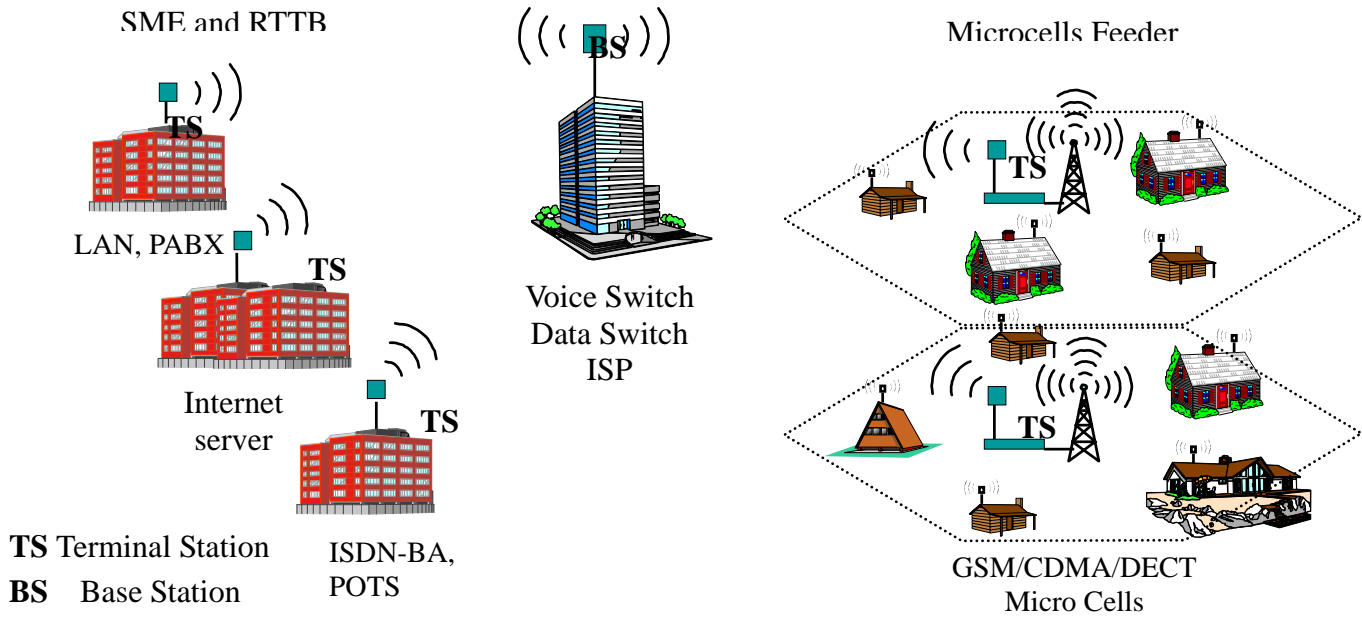 SME and RTTB
BS
Microcells Feeder
TS
TS
LAN, PABX
TS
Voice Switch
Data Switch
ISP
Internet
server
TS
TS
TS Terminal Station
BS Base Station
ISDN-BA,
POTS
GSM/CDMA/DECT
Micro Cells